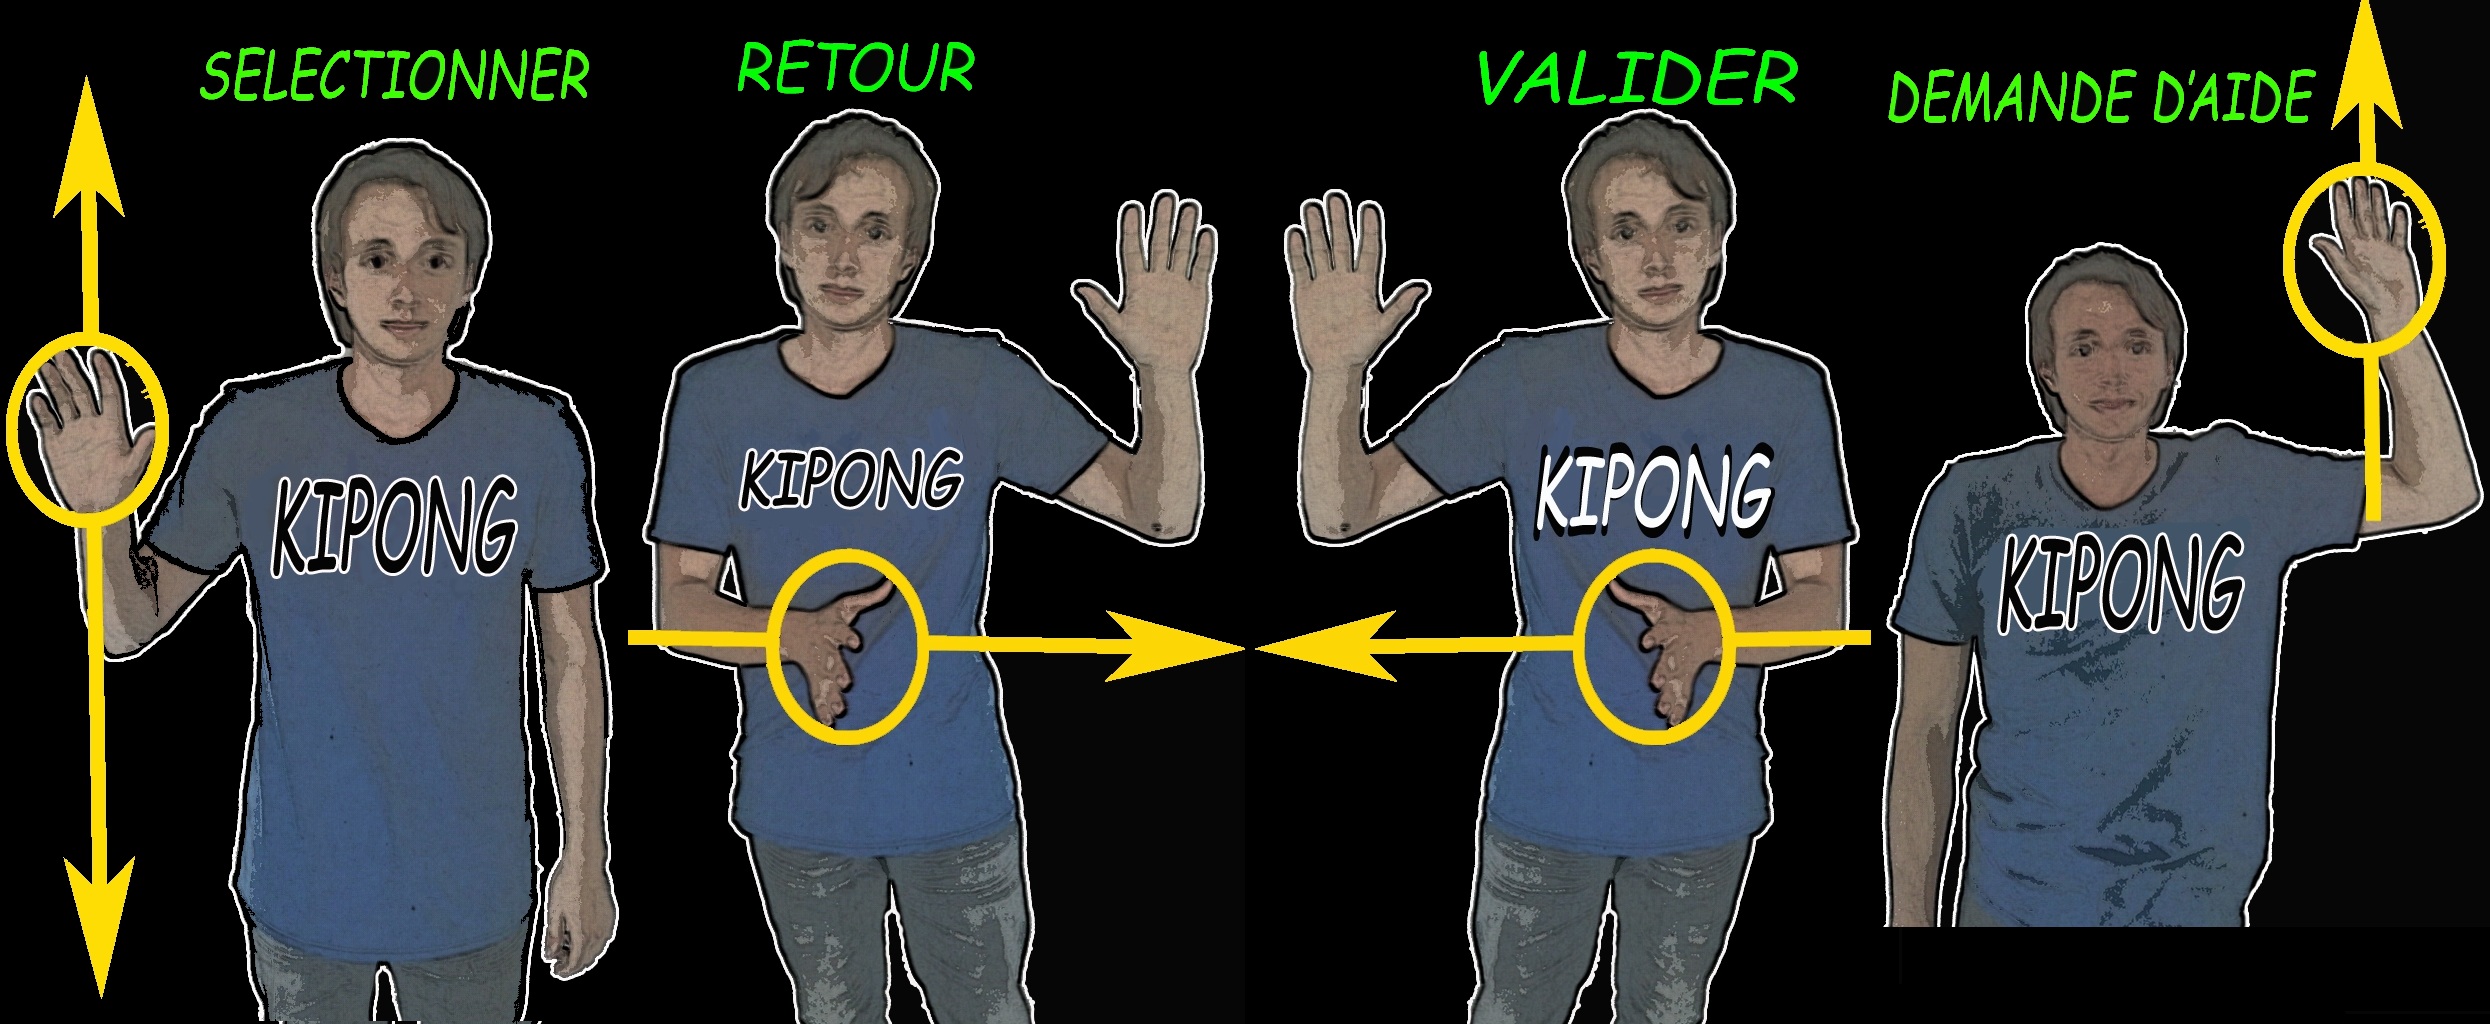 SELECTIONNER
RETOUR
VALIDER
DEMANDE D'AIDE
KIPONG
KIPONG
KIPONG
KIPONG